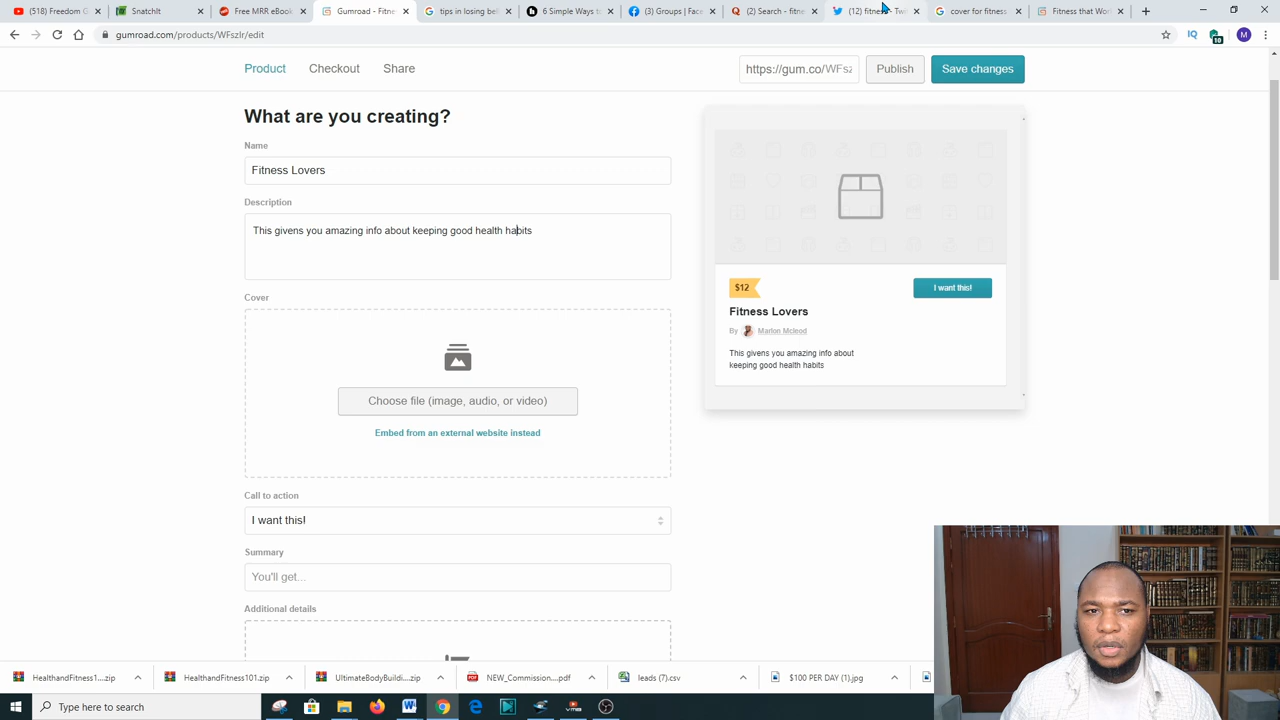 (518) Freedom C
SnatchIt
Free MRR eBook
Gumroad - Fitne
tips in losing bel
6 Simple Ways to
(3) Groups | Face
(2) Search - fitne
(12) fitne
cover for fitness
Fitness that Wo
gumroad.com/products/WFszlr/edit
M
10
Product
Checkout
Share
https://gum.co/WFsz
Publish
Save changes
What are you creating?
Name
Fitness Lovers
Description
This givens you amazing info about keeping good health habits
Cover
Choose file (image, audio, or video)
Embed from an external website instead
Call to action
I want this!
Summary
You'll get...
Additional details
$12
I want this!
Fitness Lovers
By Marlon Mcleod
This givens you amazing info about
keeping good health habits
HealthandFitness1....zip
HealthandFitness101.zip
UltimateBodyBuildi....zip
NEW_Commission....pdf
leads (7).csv
$100 PER DAY (1).jpg
Type here to search